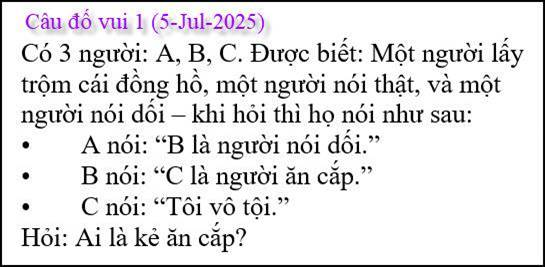 Câu đố vui 1 (5-Jul-2025)
Có 3 người: A, B, C. Được biết: Một người lấy
trộm cái đồng hồ, một người nói thật, và một
người nói dối – khi hỏi thì họ nói như sau:
• A nói: “B là người nói dối.”
• B nói: “C là người ăn cắp.”
• C nói: “Tôi vô tội.”
Hỏi: Ai là kẻ ăn cắp?